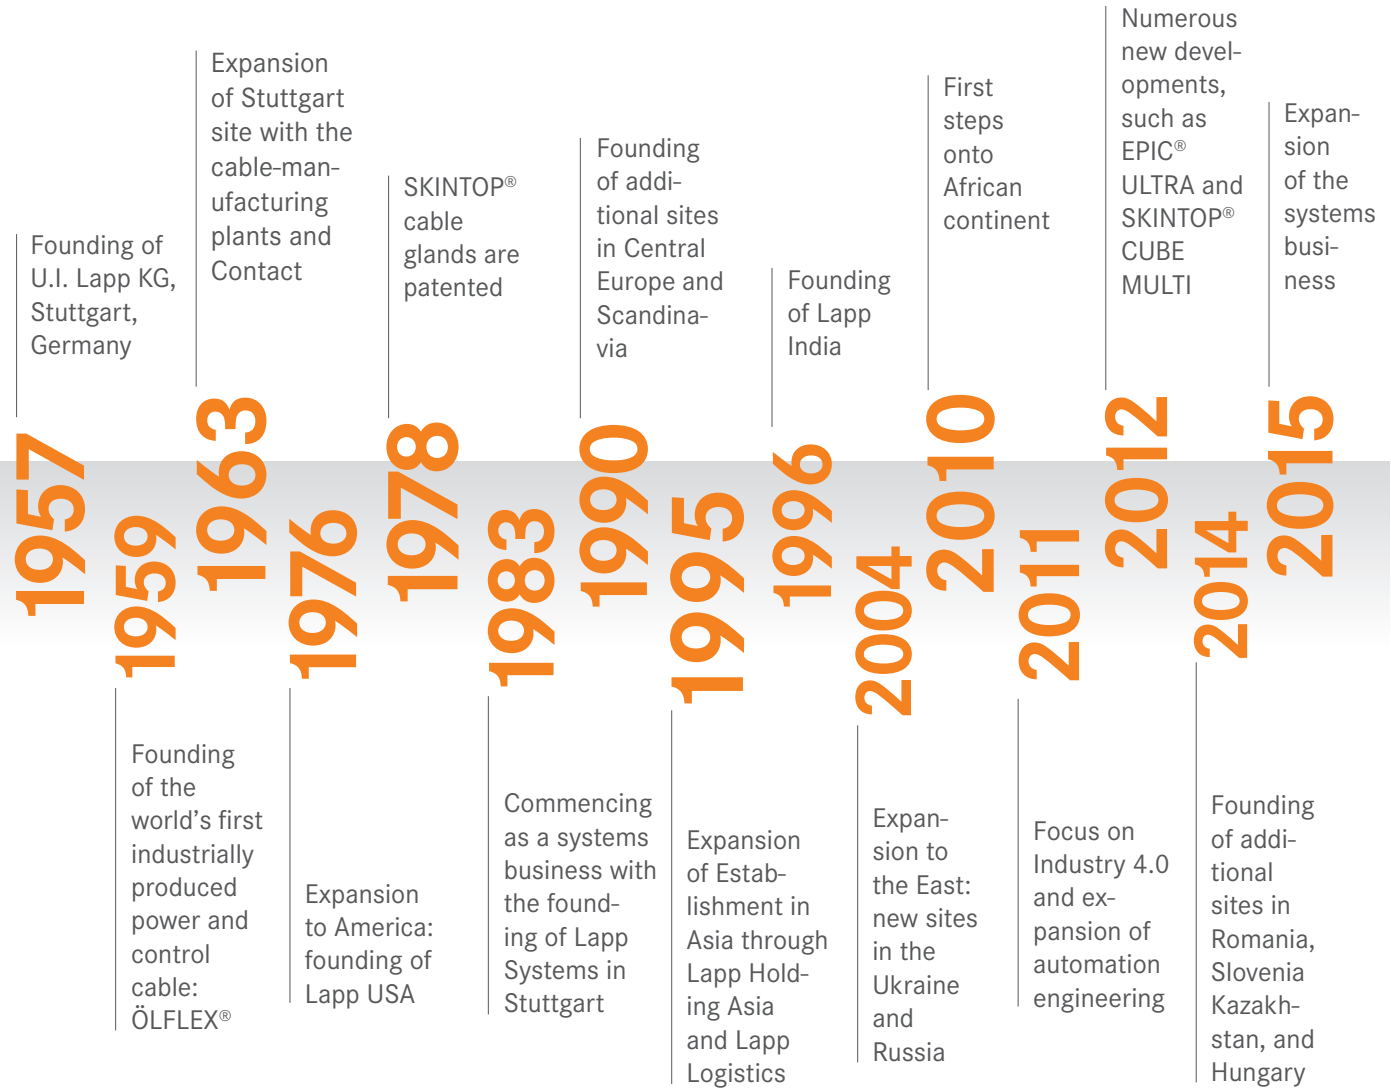 1957
Founding of
U.I. Lapp KG,
Stuttgart,
Germany
1959
Founding
of the
world’s first
industrially
produced
power and
control
cable:
ÖLFLEX®
1963
Expansion
of Stuttgart
site with the
cable-man-
ufacturing
plants and
Contact
1976
Expansion
to America:
founding of
Lapp USA
1978
SKINTOP®
cable
glands are
patented
1983
Commencing
as a systems
business with
the found-
ing of Lapp
Systems in
Stuttgart
1990
Founding
of addi-
tional sites
in Central
Europe and
Scandina-
via
1995
Expansion
of Estab-
lishment in
Asia through
Lapp Hold-
ing Asia
and Lapp
Logistics
1996
Founding
of Lapp
India
2004
Expan-
sion to
the East:
new sites
in the
Ukraine
and
Russia
2010
First
steps
onto
African
continent
2011
Focus on
Industry 4.0
and ex-
pansion of
automation
engineering
2012
Numerous
new devel-
opments,
such as
EPIC®
ULTRA and
SKINTOP®
CUBE
MULTI
2014
Founding
of addi-
tional
sites in
Romania,
Slovenia
Kazakh-
stan, and
Hungary
2015
Expan-
sion
of the
systems
busi-
ness